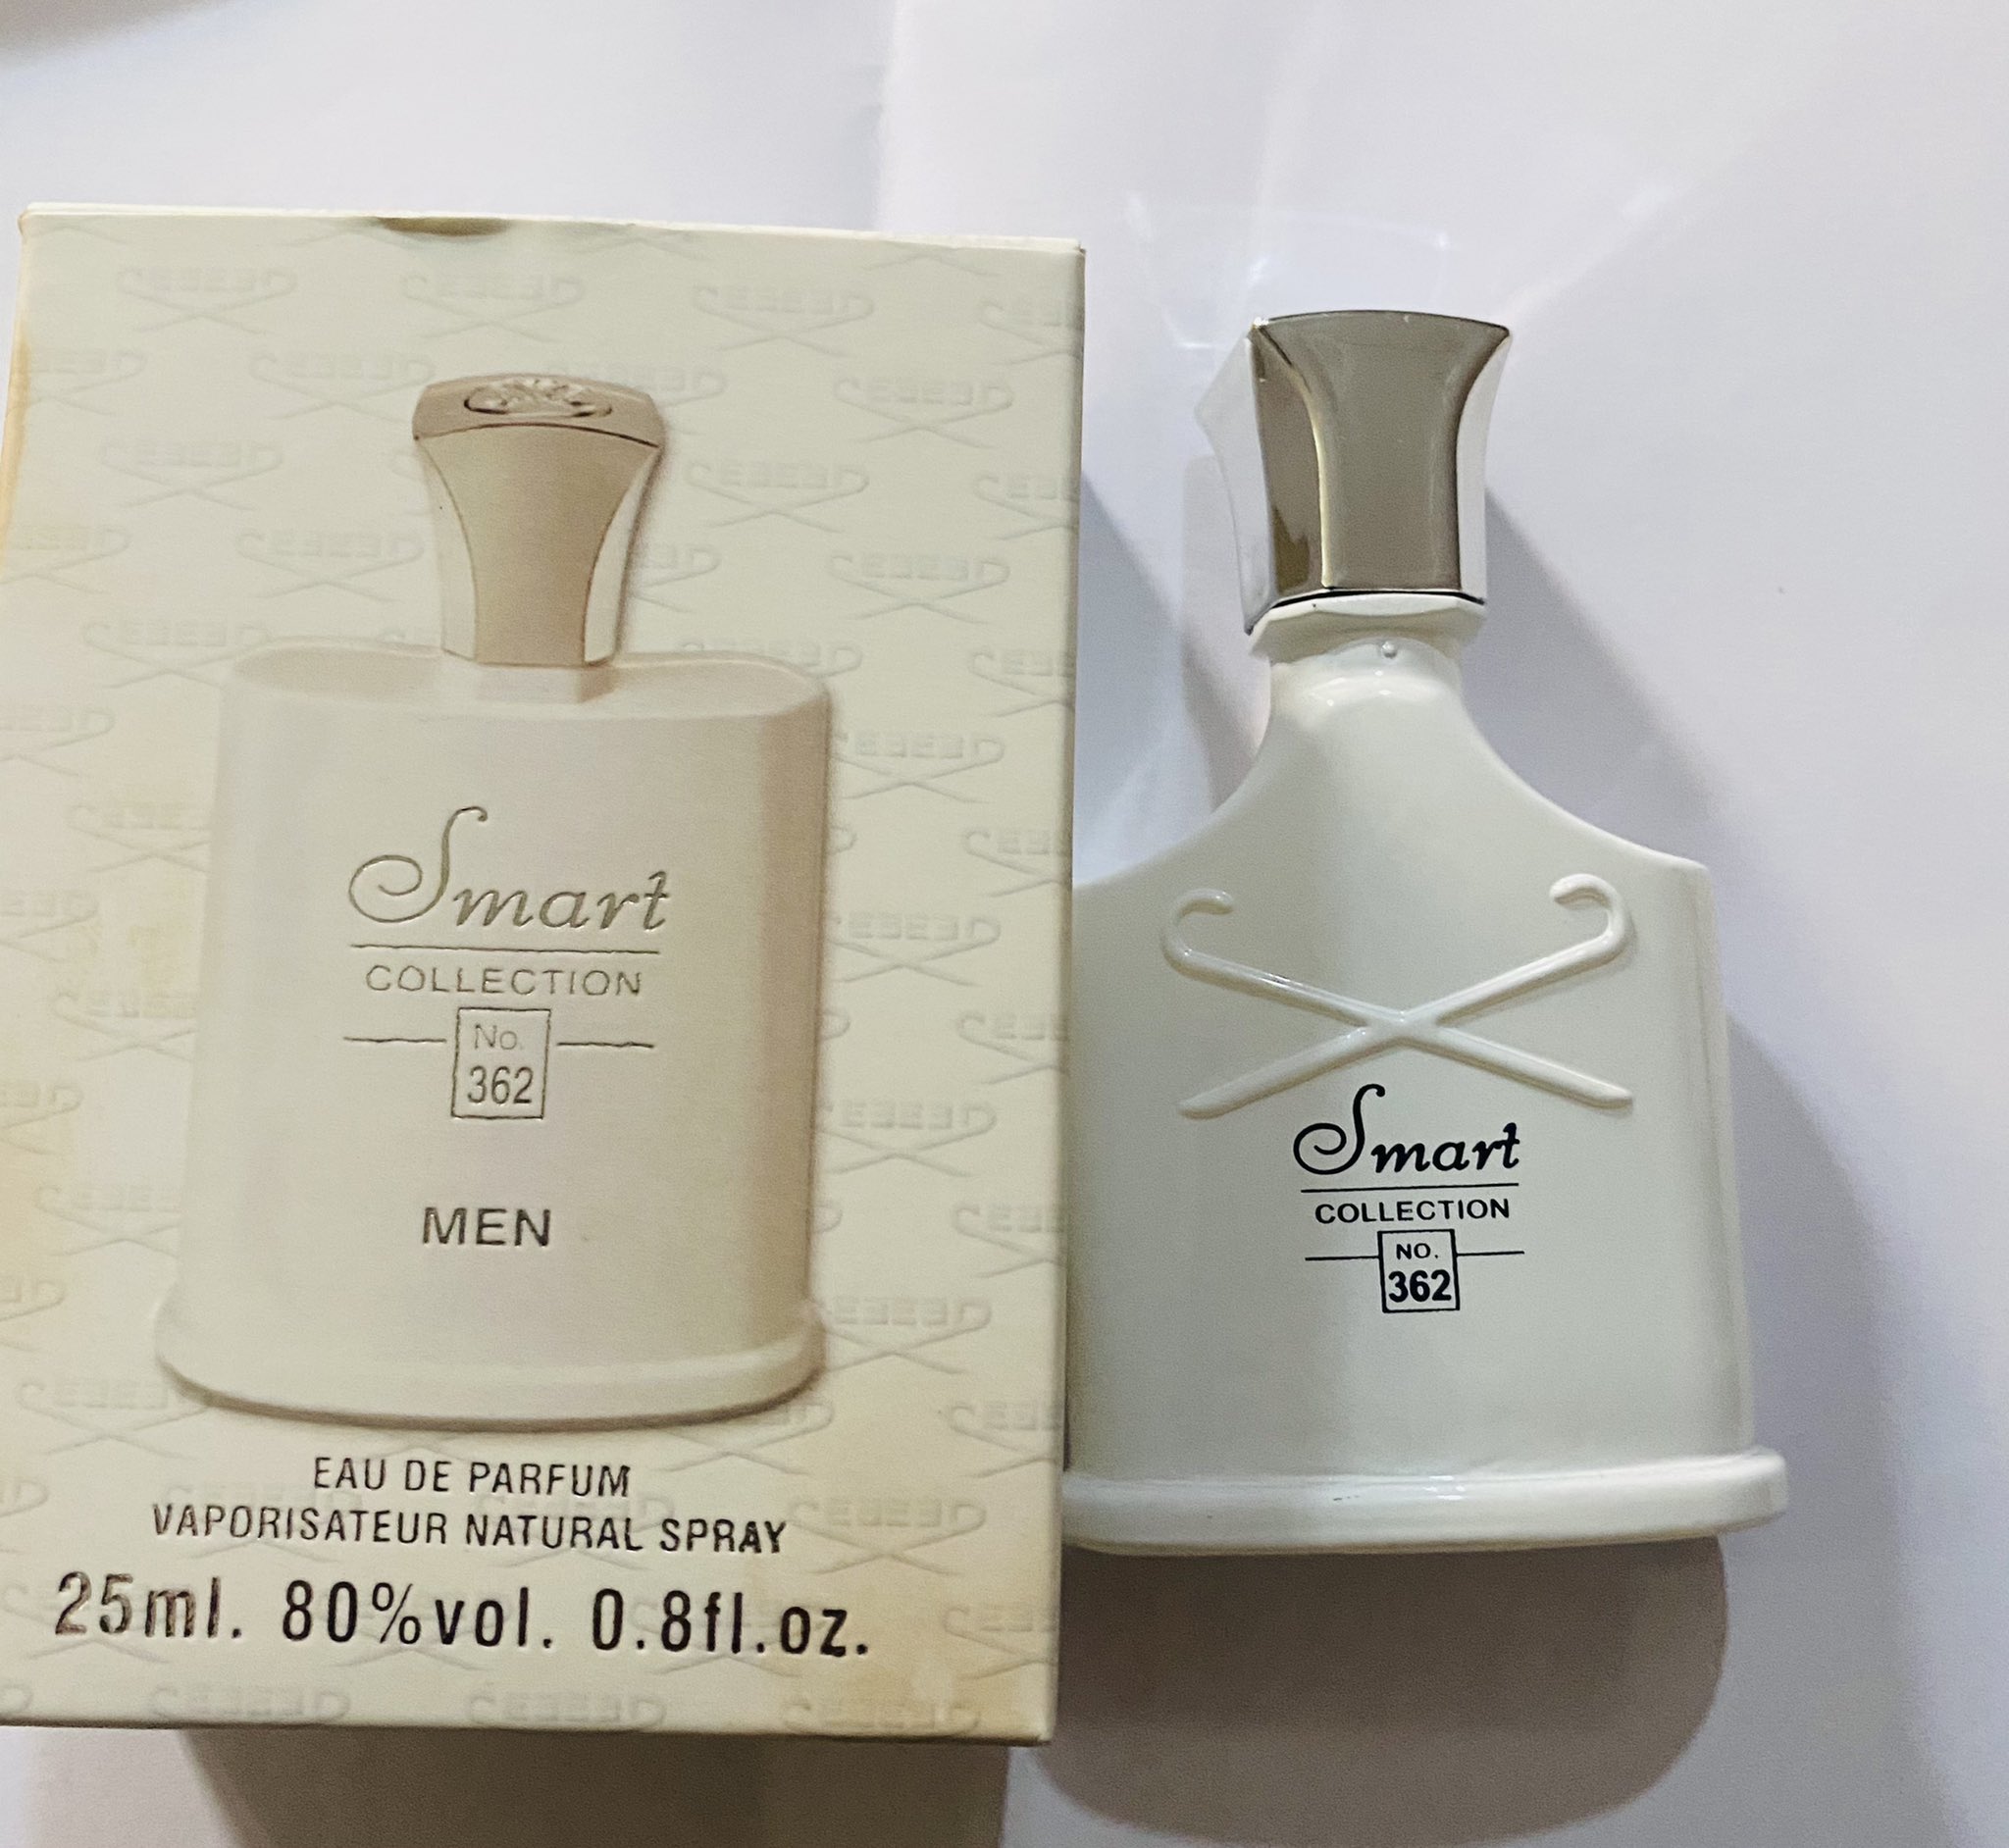 Smart
COLLECTION
No.
362
MEN
EAU DE PARFUM
VAPORISATEUR NATURAL SPRAY
25ml. 80%vol. 0.8fl.oz.
Smart
COLLECTION
NO.
362